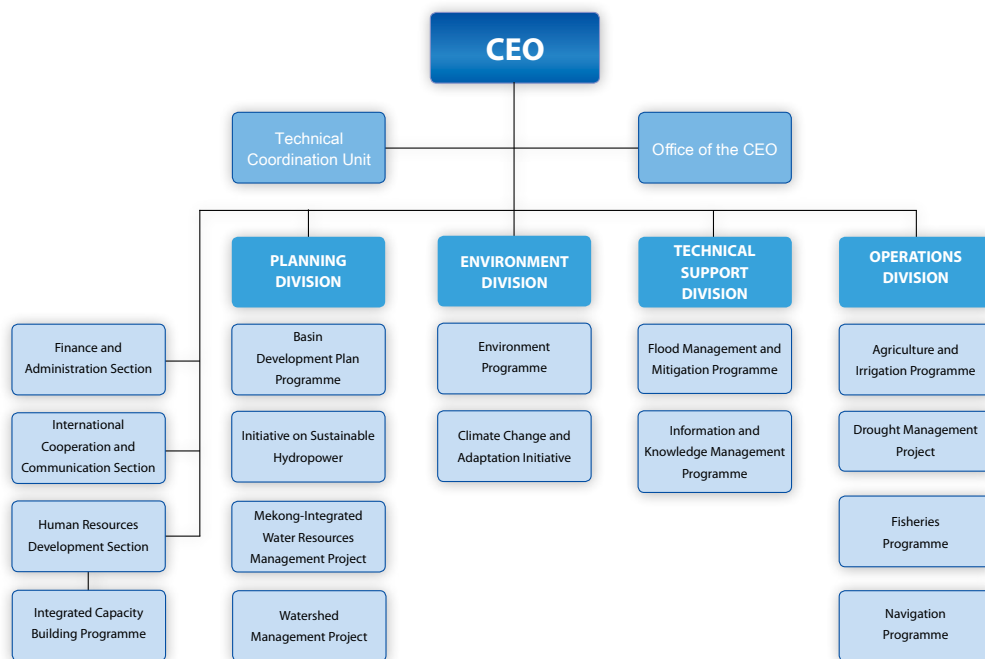 CEO
Technical
Coordination Unit
Office of the CEO
PLANNING
DIVISION
ENVIRONMENT
DIVISION
TECHNICAL
SUPPORT
DIVISION
OPERATIONS
DIVISION
Finance and
Administration Section
International
Cooperation and
Communication Section
Human Resources
Development Section
Integrated Capacity
Building Programme
Basin
Development Plan
Programme
Initiative on Sustainable
Hydropower
Mekong-Integrated
Water Resources
Management Project
Watershed
Management Project
Environment
Programme
Climate Change and
Adaptation Initiative
Flood Management and
Mitigation Programme
Information and
Knowledge Management
Programme
Agriculture and
Irrigation Programme
Drought Management
Project
Fisheries
Programme
Navigation
Programme